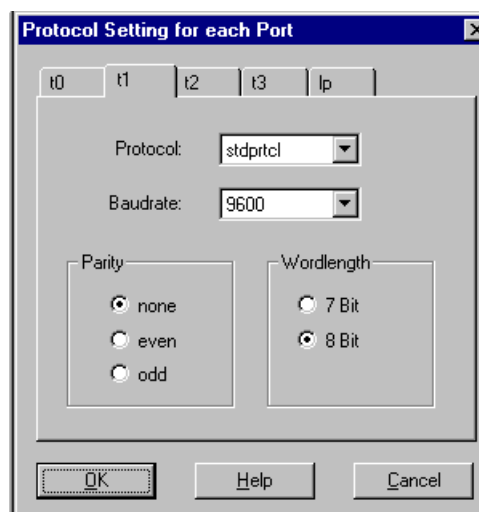 Protocol Setting for each Port
t0 t1 t2 t3 lp
Protocol: stdprtcl
Baudrate: 9600
Parity Wordlength
none 7 Bit
even 8 Bit
odd
OK Help Cancel